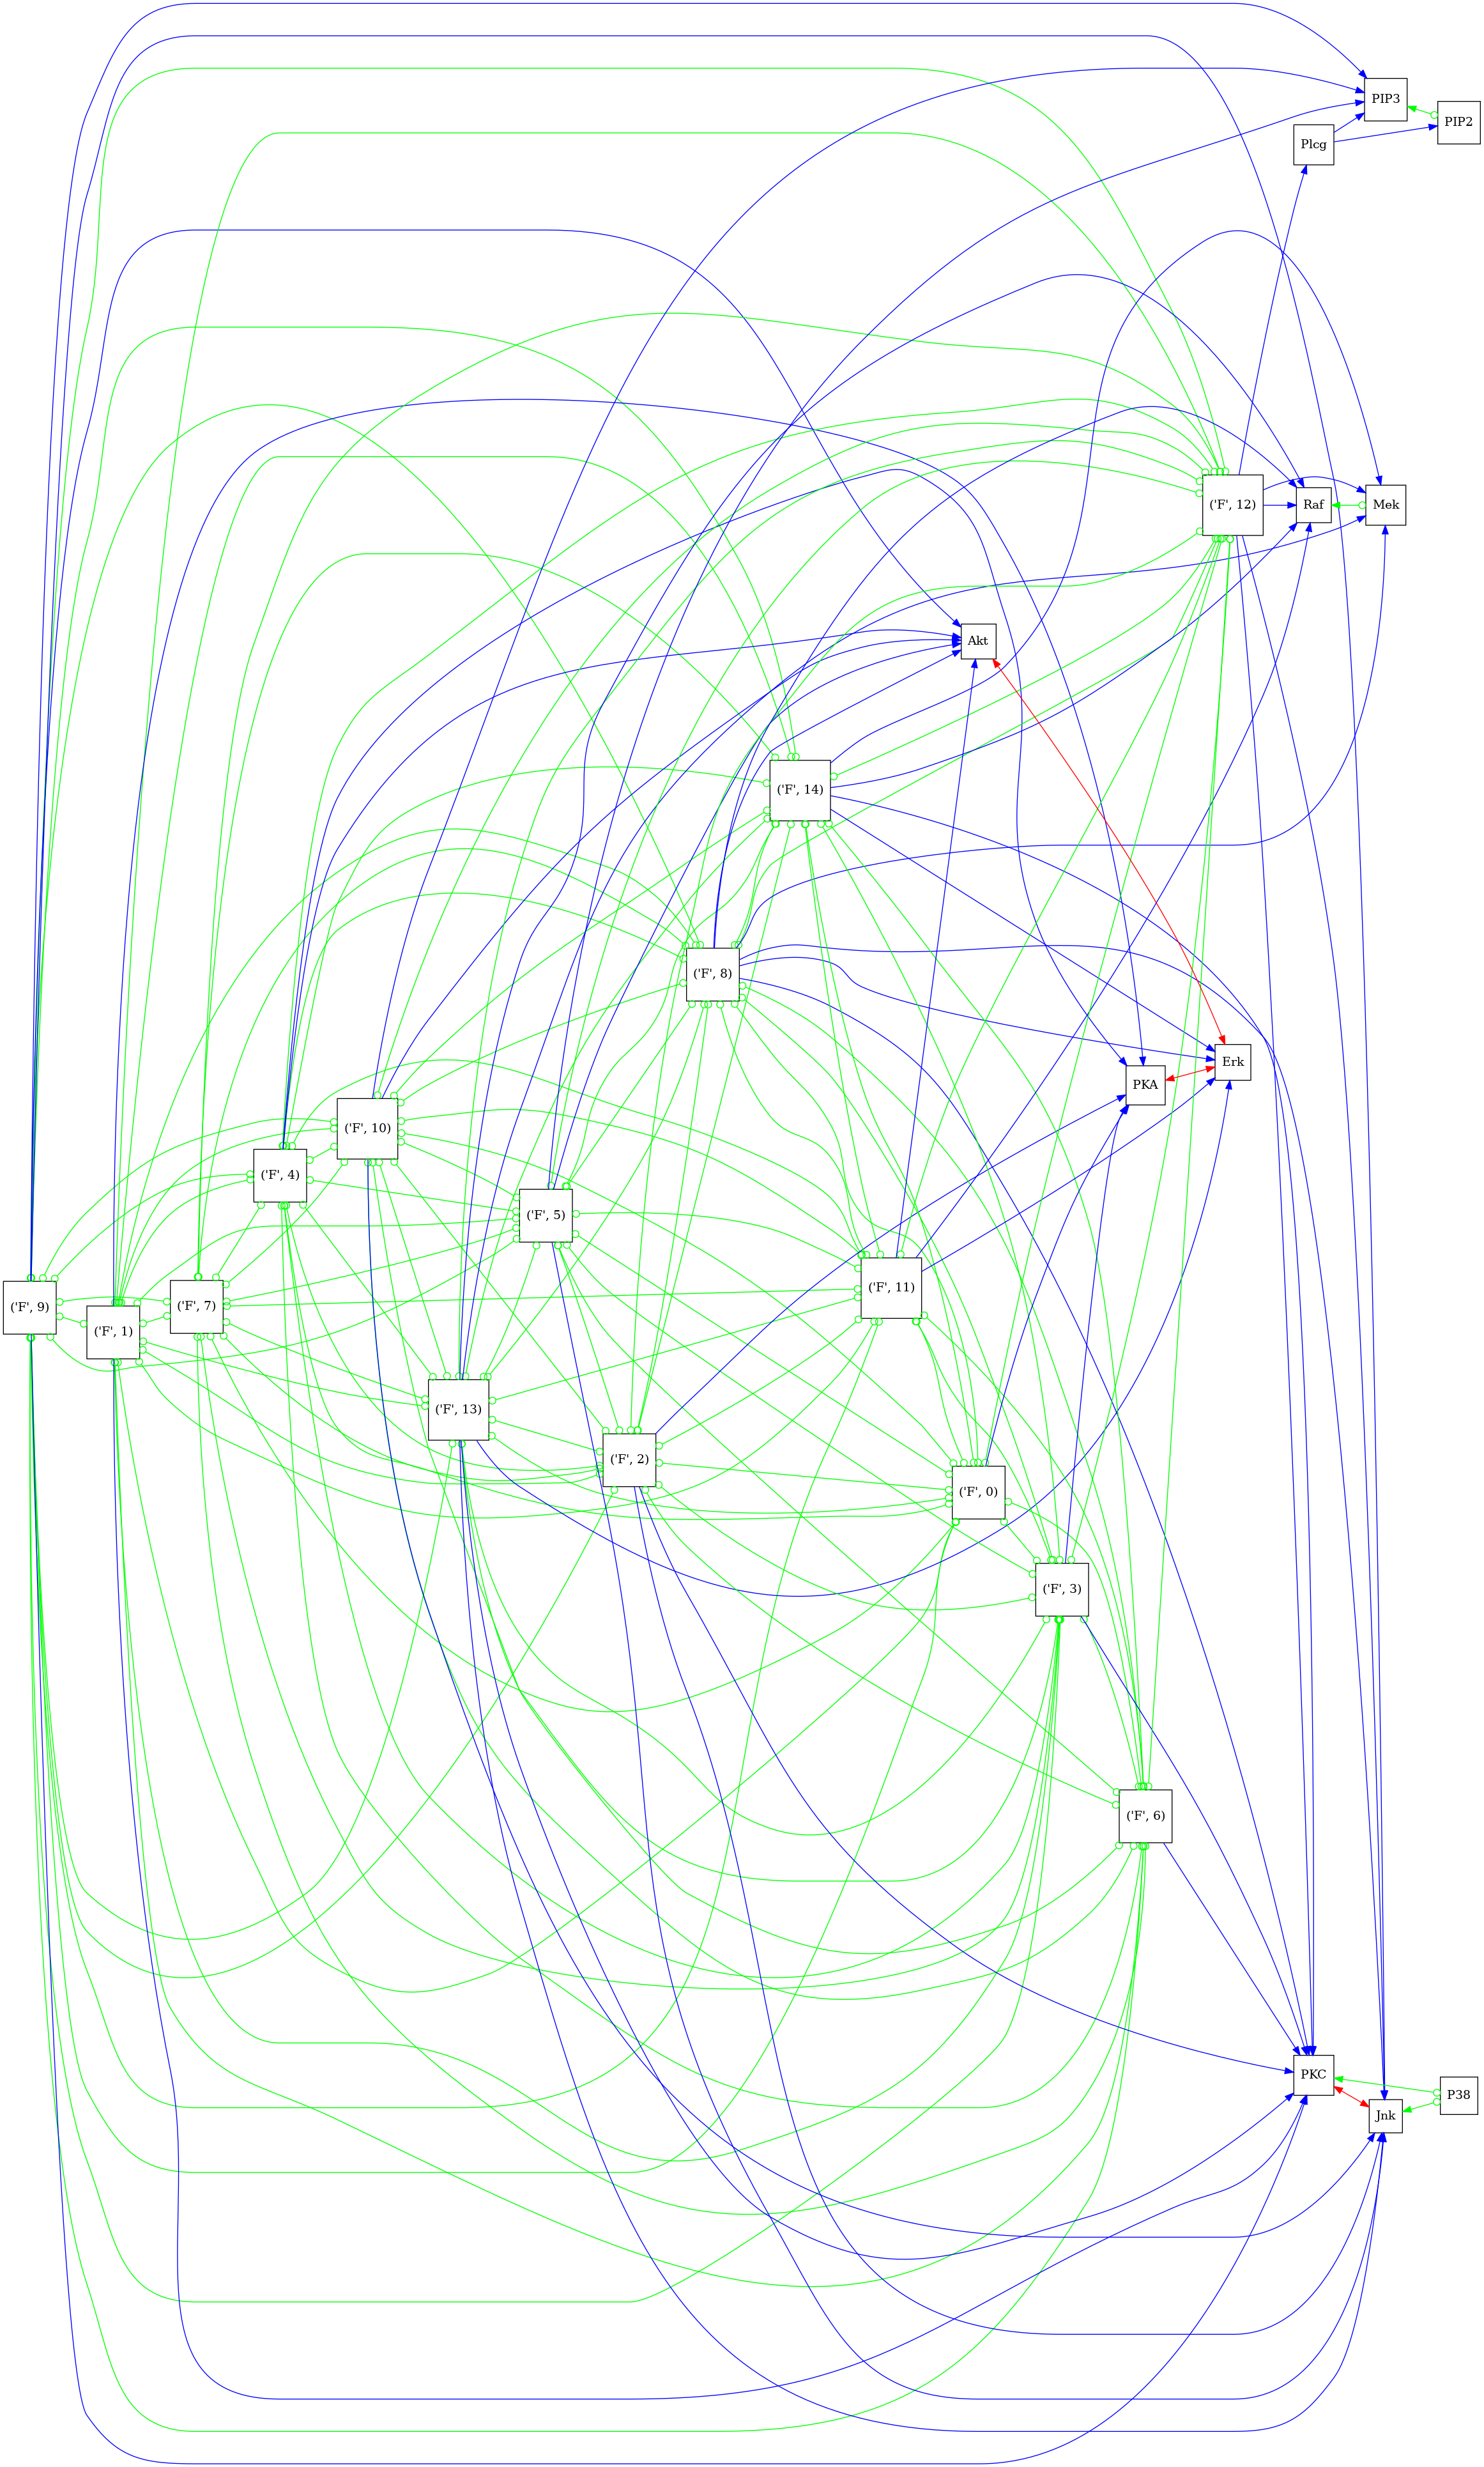 PIP3
PIP2
Plcg
('F', 12)
Raf
Mek
Akt
('F', 14)
('F', 8)
Erk
PKA
('F', 10)
('F', 4)
('F', 5)
('F', 11)
('F', 9)
('F', 7)
('F', 1)
('F', 13)
('F', 2)
('F', 0)
('F', 3)
('F', 6)
PKC
P38
Jnk